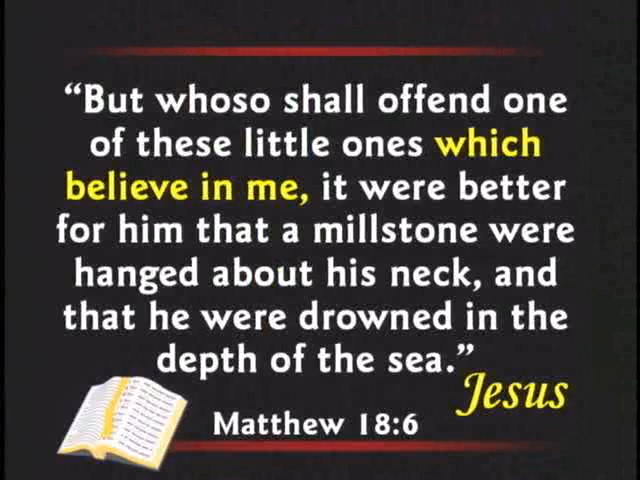 “But whoso shall offend one
of these little ones which
believe in me, it were better
for him that a millstone were
hanged about his neck, and
that he were drowned in the
depth of the sea.”
Jesus
Matthew 18:6